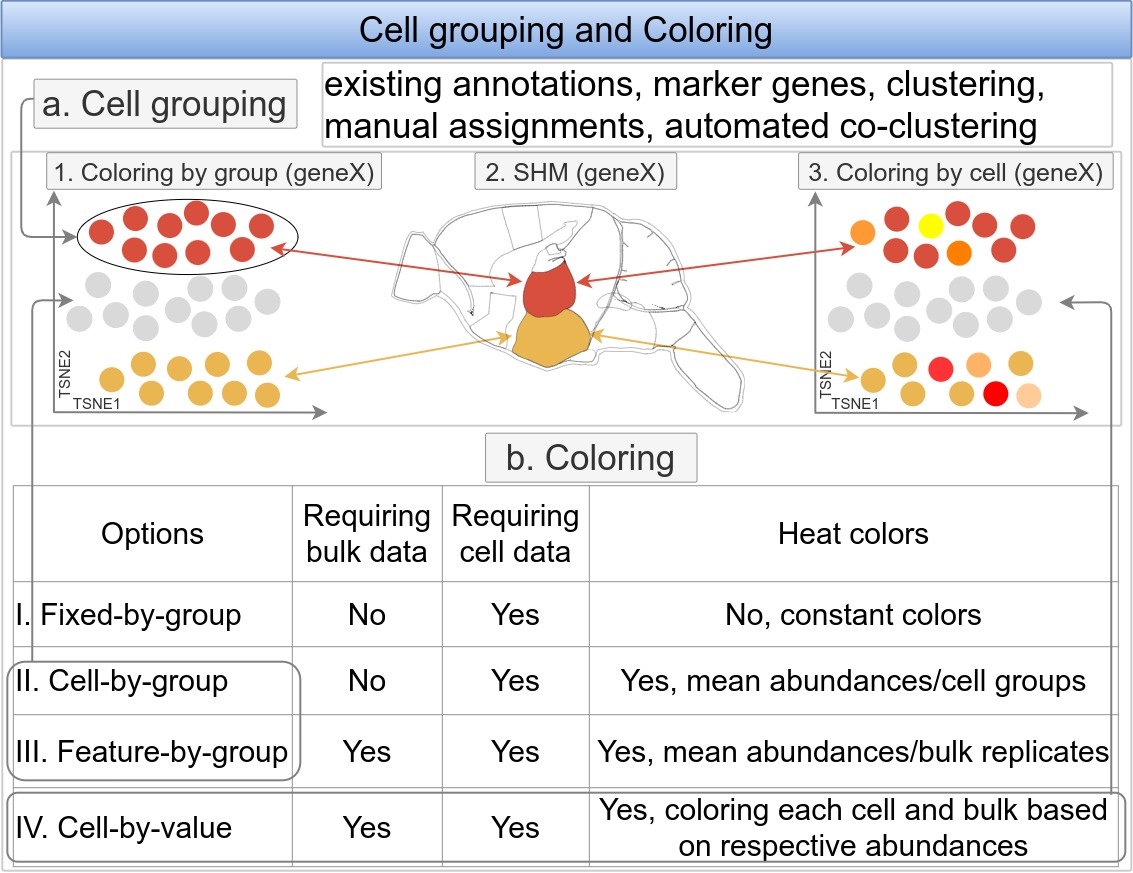 Cell grouping and Coloring
a. Cell grouping
existing annotations, marker genes, clustering,
manual assignments, automated co-clustering
1. Coloring by group (geneX)
2. SHM (geneX)
3. Coloring by cell (geneX)
TSNE2
TSNE1
TSNE2
TSNE1
b. Coloring
Options
Requiring
bulk data
Requiring
cell data
Heat colors
I. Fixed-by-group
No
Yes
No, constant colors
II. Cell-by-group
No
Yes
Yes, mean abundances/cell groups
III. Feature-by-group
Yes
Yes
Yes, mean abundances/bulk replicates
IV. Cell-by-value
Yes
Yes
Yes, coloring each cell and bulk based
on respective abundances